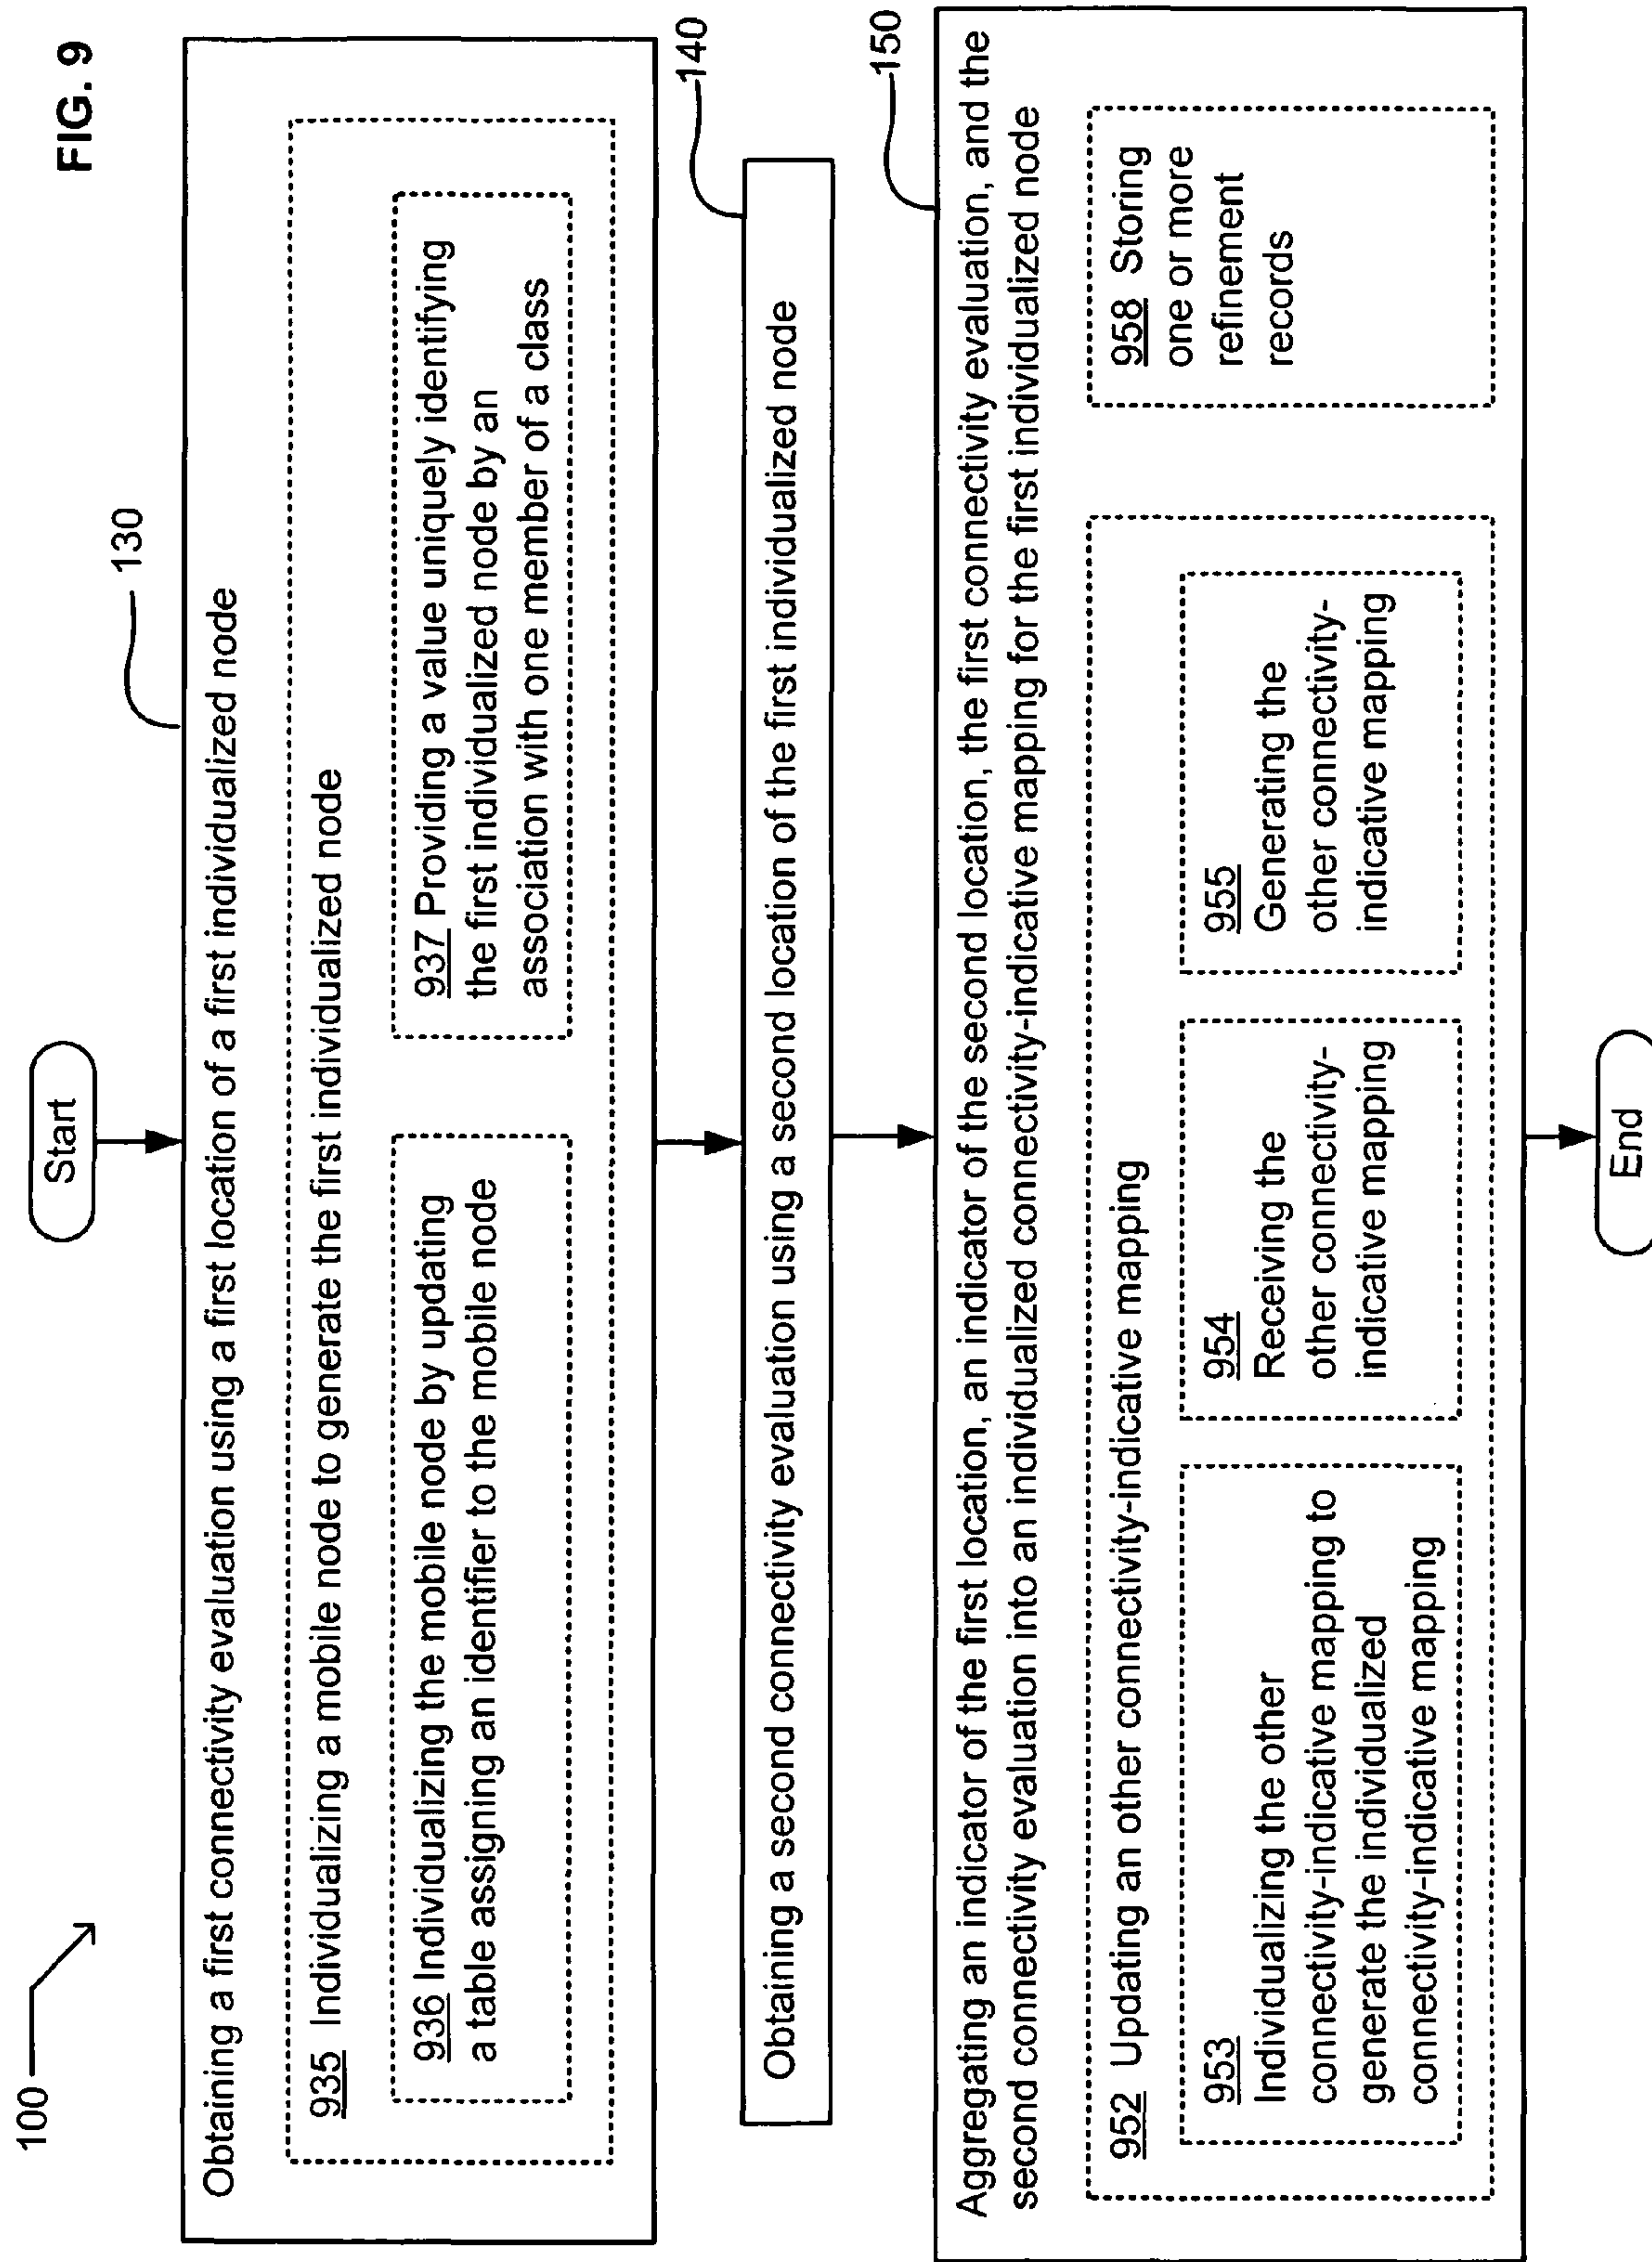 FIG. 9
100
Start
130
Obtaining a first connectivity evaluation using a first location of a first individualized node
935 Individualizing a mobile node to generate the first individualized node
936 Individualizing the mobile node by updating
a table assigning an identifier to the mobile node
937 Providing a value uniquely identifying
the first individualized node by an
association with one member of a class
140
Obtaining a second connectivity evaluation using a second location of the first individualized node
150
Aggregating an indicator of the first location, an indicator of the second location, the first connectivity evaluation, and the
second connectivity evaluation into an individualized connectivity-indicative mapping for the first individualized node
952 Updating an other connectivity-indicative mapping
953
Individualizing the other
connectivity-indicative mapping to
generate the individualized
connectivity-indicative mapping
954
Receiving the
other connectivity-
indicative mapping
955
Generating the
other connectivity-
indicative mapping
958 Storing
one or more
refinement
records
End